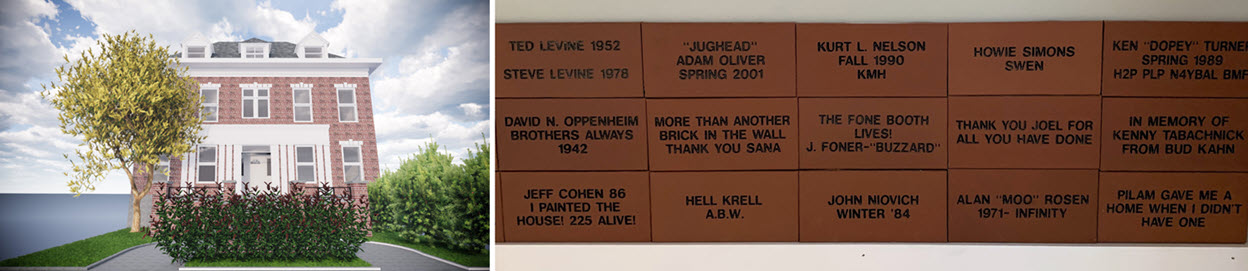 TED LEVINE 1952
STEVE LEVINE 1978
"JUGHEAD"
ADAM OLIVER
SPRING 2001
KURT L. NELSON
FALL 1990
KMH
HOWIE SIMONS
SWEN
KEN "DOPEY" TURNE
SPRING 1989
H2P PLP N4YBAL BMF
DAVID N. OPPENHEIM
BROTHERS ALWAYS
1942
MORE THAN ANOTHER
BRICK IN THE WALL
THANK YOU SANA
THE FONE BOOTH
LIVES!
J. FONER-"BUZZARD"
THANK YOU JOEL FOR
ALL YOU HAVE DONE
IN MEMORY OF
KENNY TABACHNICK
FROM BUD KAHN
JEFF COHEN 86
I PAINTED THE
HOUSE! 225 ALIVE!
HELL KRELL
A.B.W.
JOHN NIOVICH
WINTER '84
ALAN "MOO" ROSEN
1971- INFINITY
PILAM GAVE ME A
HOME WHEN I DIDN'T
HAVE ONE